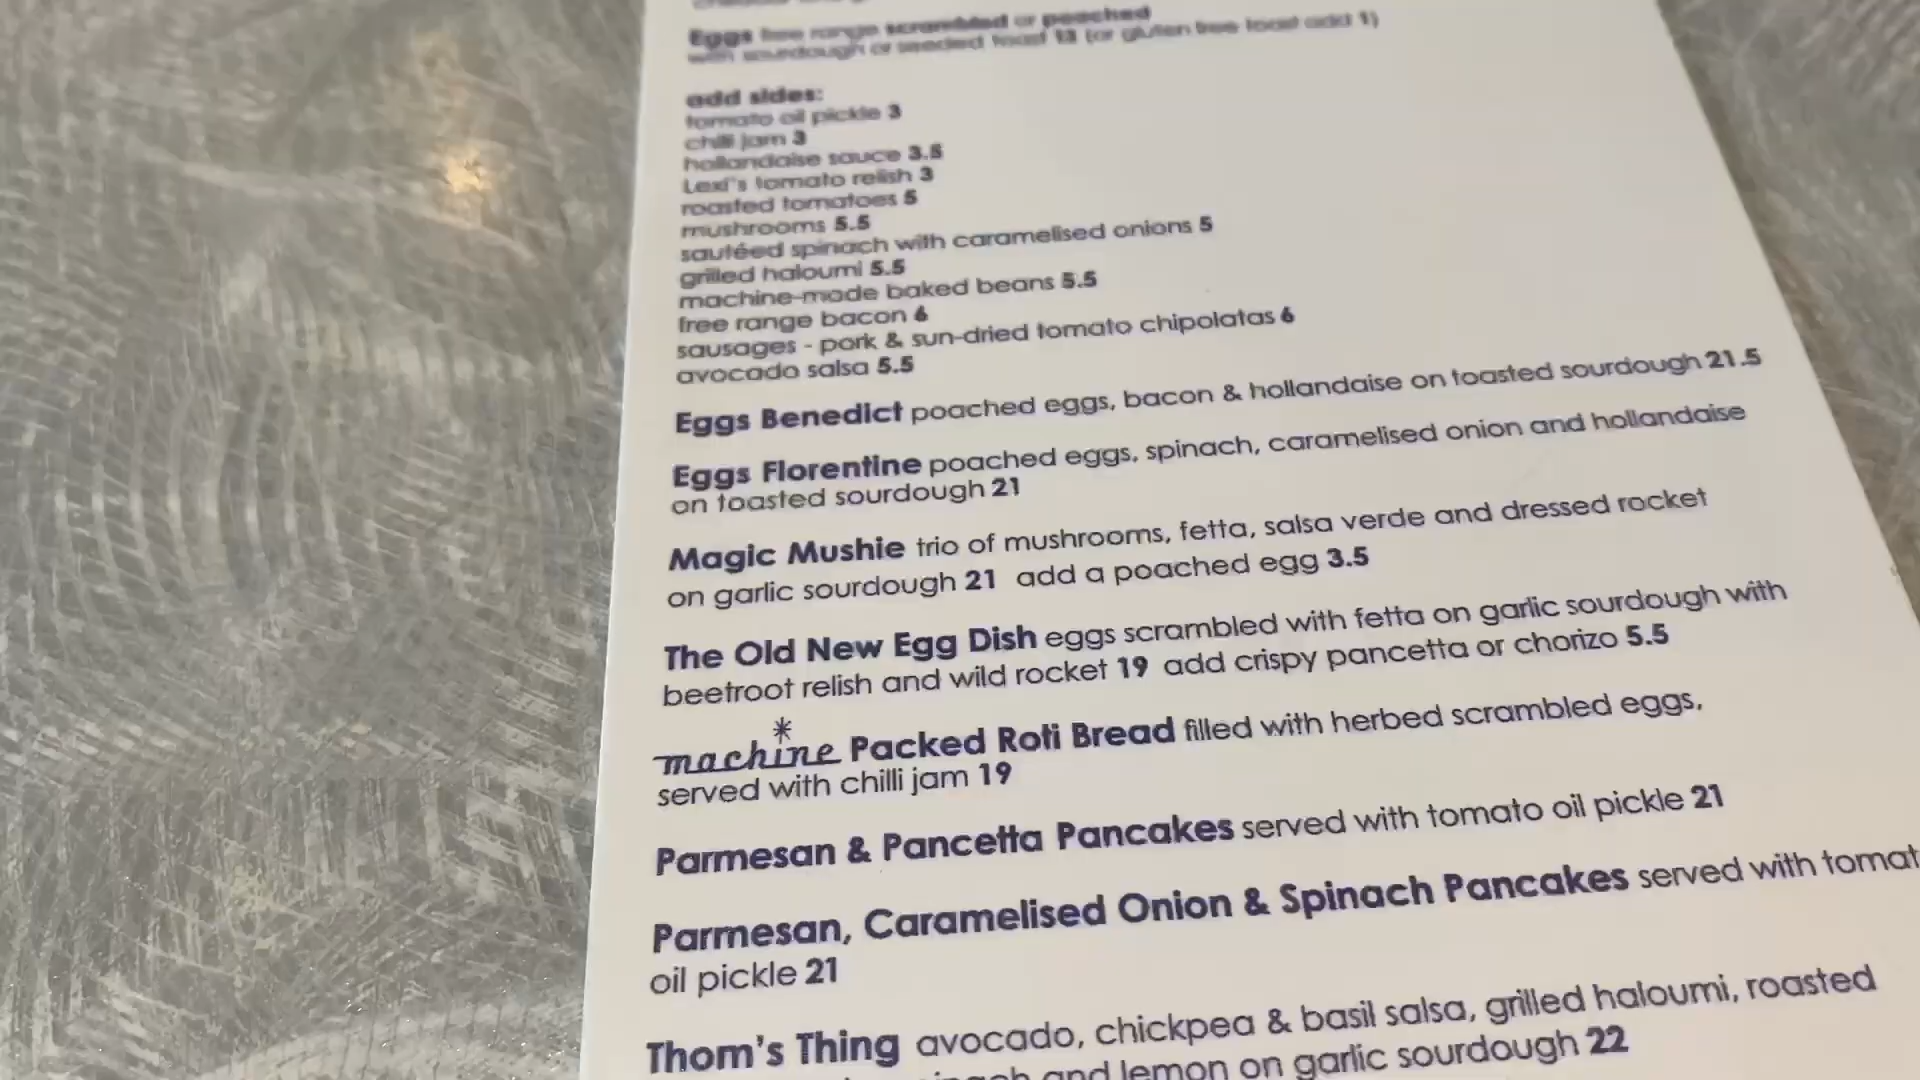 Eggs free range scrambled or poached
with sourdough or seeded toast 13 (or gluten free toast add 1)
add sides:
tomato oil pickle 3
chilli jam 3
hollandaise sauce 3.5
Lexi's tomato relish 3
roasted tomatoes 5
mushrooms 5.5
sautéed spinach with caramelised onions 5
grilled haloumi 5.5
machine-made baked beans 5.5
free range bacon 6
sausages - pork & sun-dried tomato chipolatas 6
avocado salsa 5.5
Eggs Benedict poached eggs, bacon & hollandaise on toasted sourdough 21.5
Eggs Florentine poached eggs, spinach, caramelised onion and hollandaise
on toasted sourdough 21
Magic Mushie trio of mushrooms, fetta, salsa verde and dressed rocket
on garlic sourdough 21 add a poached egg 3.5
The Old New Egg Dish eggs scrambled with fetta on garlic sourdough with
beetroot relish and wild rocket 19 add crispy pancetta or chorizo 5.5
*
machine Packed Roti Bread filled with herbed scrambled eggs,
served with chilli jam 19
Parmesan & Pancetta Pancakes served with tomato oil pickle 21
Parmesan, Caramelised Onion & Spinach Pancakes served with tomat
oil pickle 21
Thom's Thing avocado, chickpea & basil salsa, grilled haloumi, roasted
and lemon on garlic sourdough 22